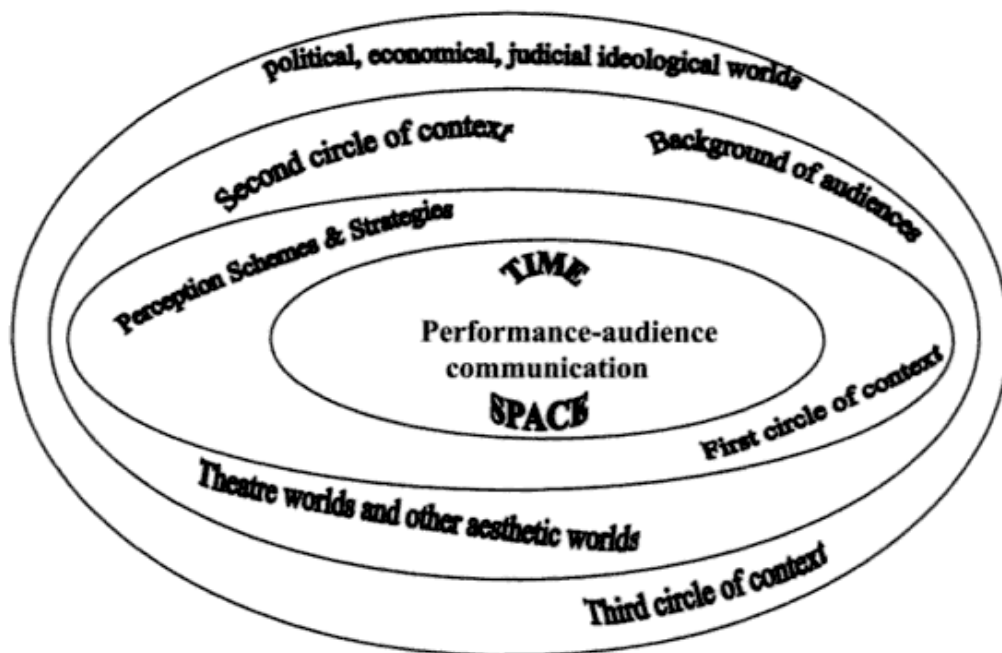 political, economical, judicial ideological worlds
Second circle of context
Background of audiences
Perception Schemes & Strategies
TIME
Performance-audience
communication
SPACE
First circle of context
Theatre worlds and other aesthetic worlds
Third circle of context